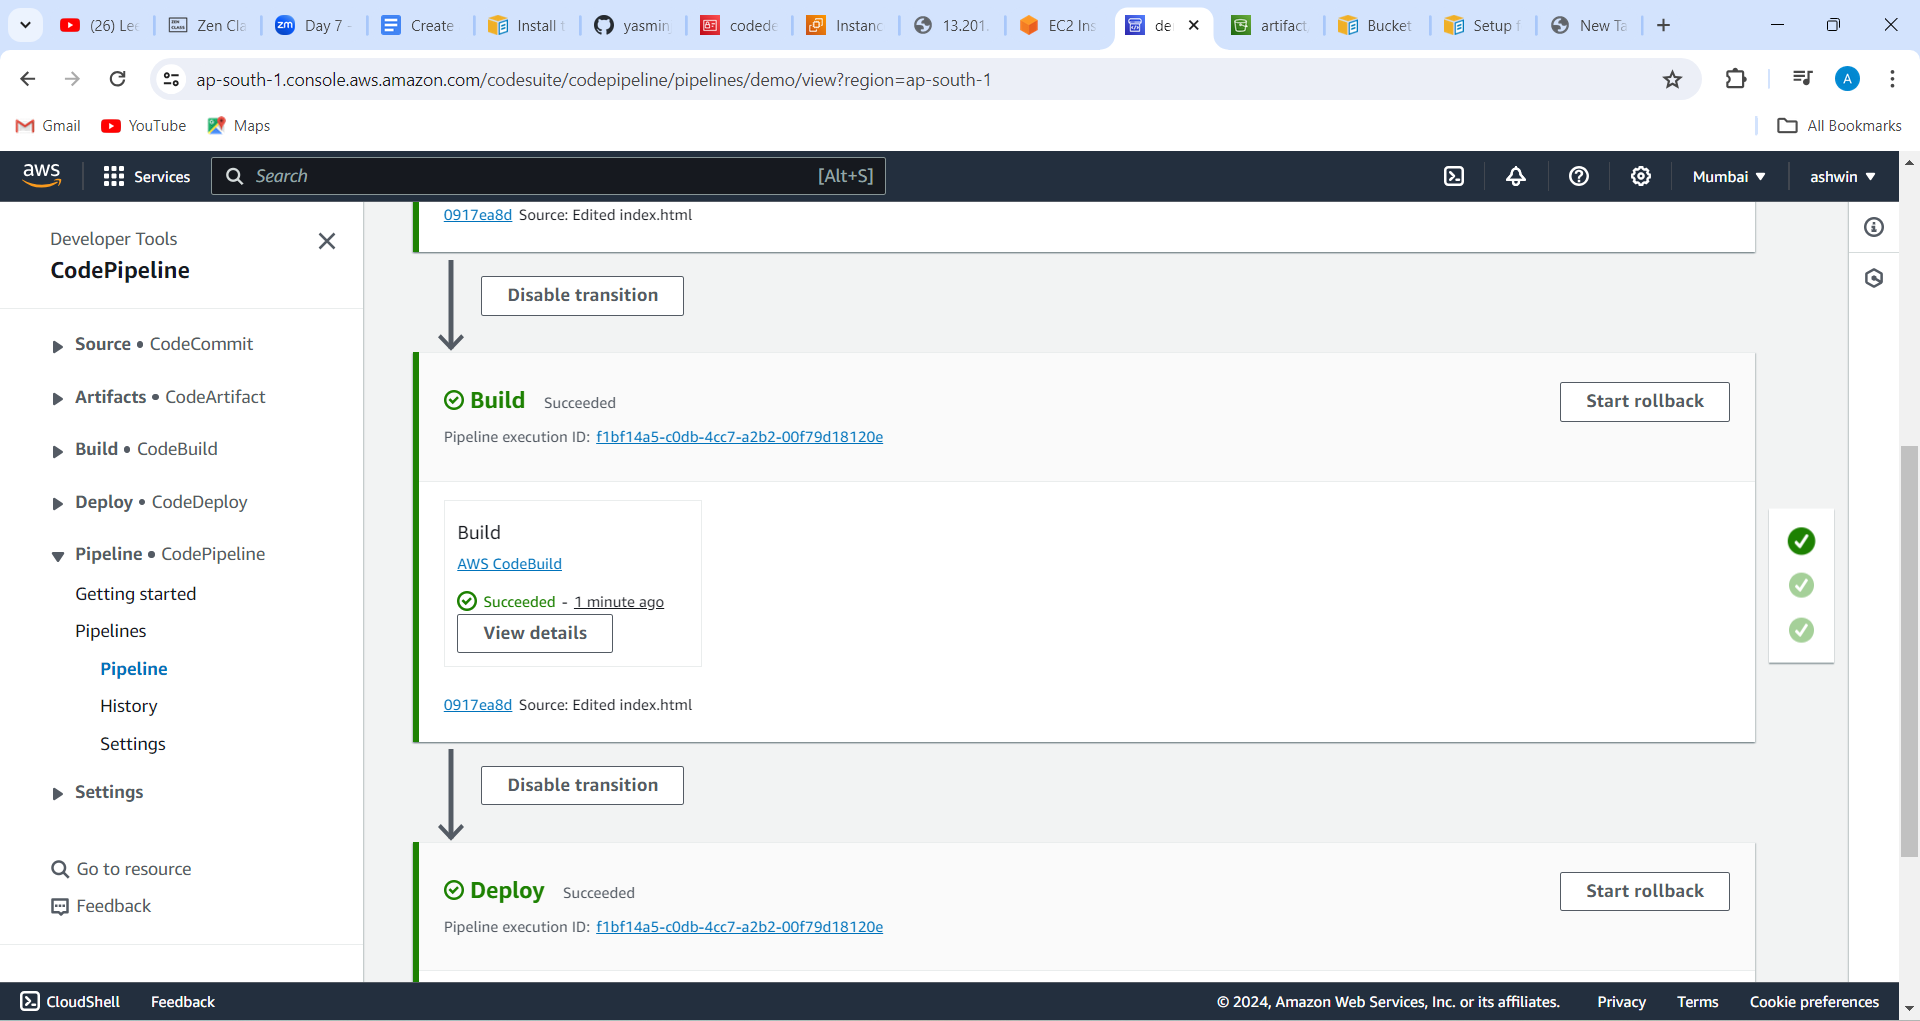 (26) Le
Zen Cla
Day 7 -
Create
Install t
yasmin
codede
Instanc
13.201.
EC2 Ins
de
artifact
Bucket
Setup f
New Ta
ap-south-1.console.aws.amazon.com/codesuite/codepipeline/pipelines/demo/view?region=ap-south-1
A
Gmail
YouTube
Maps
All Bookmarks
aws
Services
Search
[Alt+S]
Mumbai
ashwin
Developer Tools
CodePipeline
Source • CodeCommit
Artifacts • CodeArtifact
Build • CodeBuild
Deploy • CodeDeploy
Pipeline • CodePipeline
Getting started
Pipelines
Pipeline
History
Settings
Settings
Go to resource
Feedback
0917ea8d Source: Edited index.html
Disable transition
Build Succeeded
Start rollback
Pipeline execution ID: f1bf14a5-c0db-4cc7-a2b2-00f79d18120e
Build
AWS CodeBuild
Succeeded - 1 minute ago
View details
0917ea8d Source: Edited index.html
Disable transition
Deploy Succeeded
Start rollback
Pipeline execution ID: f1bf14a5-c0db-4cc7-a2b2-00f79d18120e
CloudShell
Feedback
© 2024, Amazon Web Services, Inc. or its affiliates.
Privacy
Terms
Cookie preferences